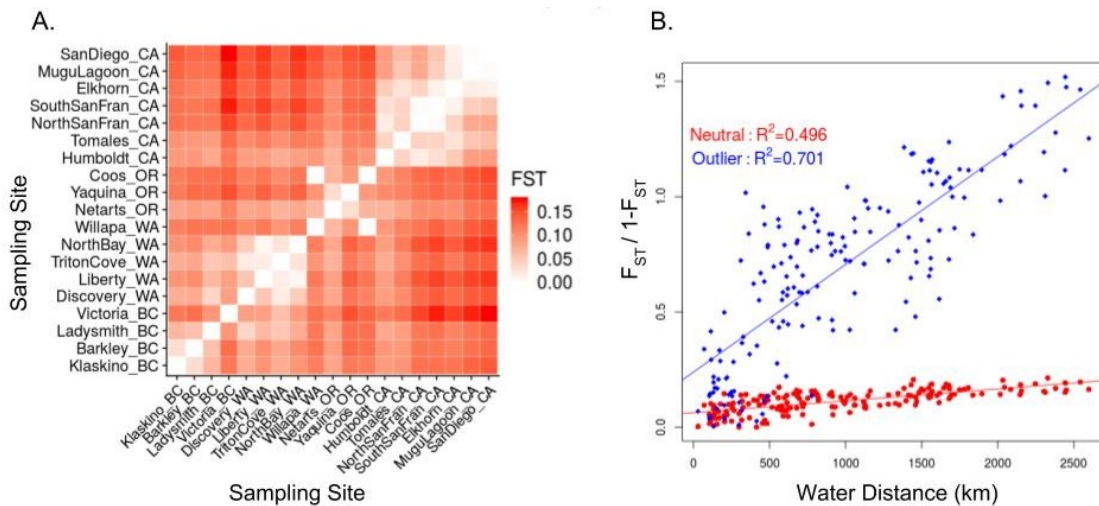 A.
Sampling Site
SanDiego_CA
MuguLagoon_CA
Elkhorn_CA
SouthSanFran_CA
NorthSanFran_CA
Tomales_CA
Humboldt_CA
Coos_OR
Yaquina_OR
Netarts_OR
Willapa_WA
NorthBay_WA
TritonCove_WA
Liberty_WA
Discovery_WA
Victoria_BC
Ladysmith_BC
Barkley_BC
Klaskino_BC
Klaskino_BC
Barkley_BC
Ladysmith_BC
Victoria_BC
Discovery_WA
Liberty_WA
TritonCove_WA
NorthBay_WA
Willapa_WA
Netarts_OR
Yaquina_OR
Coos_OR
Humboldt_CA
Tomales_CA
NorthSanFran_CA
SouthSanFran_CA
Elkhorn_CA
MuguLagoon_CA
SanDiego_CA
Sampling Site
FST
0.15
0.10
0.05
0.00
B.
F_ST / 1-F_ST
1.5
1.0
0.5
0.0
Neutral : R²=0.496
Outlier : R²=0.701
0 500 1000 1500 2000 2500
Water Distance (km)